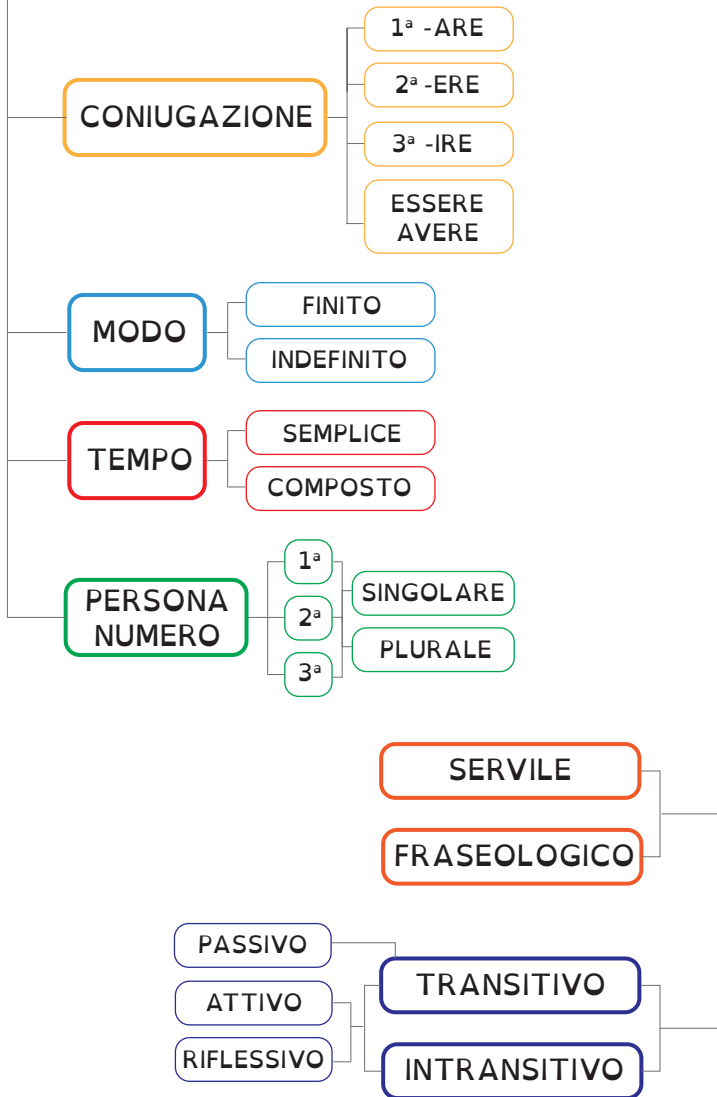 CONIUGAZIONE
1ª -ARE
2ª -ERE
3ª -IRE
ESSERE
AVERE
MODO
FINITO
INDEFINITO
TEMPO
SEMPLICE
COMPOSTO
PERSONA
NUMERO
1ª
2ª
3ª
SINGOLARE
PLURALE
SERVILE
FRASEOLOGICO
PASSIVO
ATTIVO
RIFLESSIVO
TRANSITIVO
INTRANSITIVO